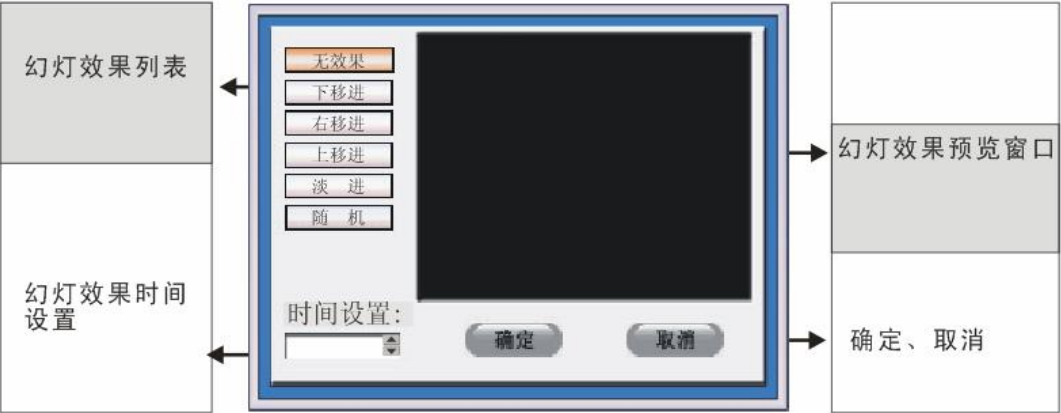 幻灯效果列表
幻灯效果时间
设置
无效果
下移进
右移进
上移进
淡 进
随 机
时间设置:
确定
取消
幻灯效果预览窗口
确定、取消